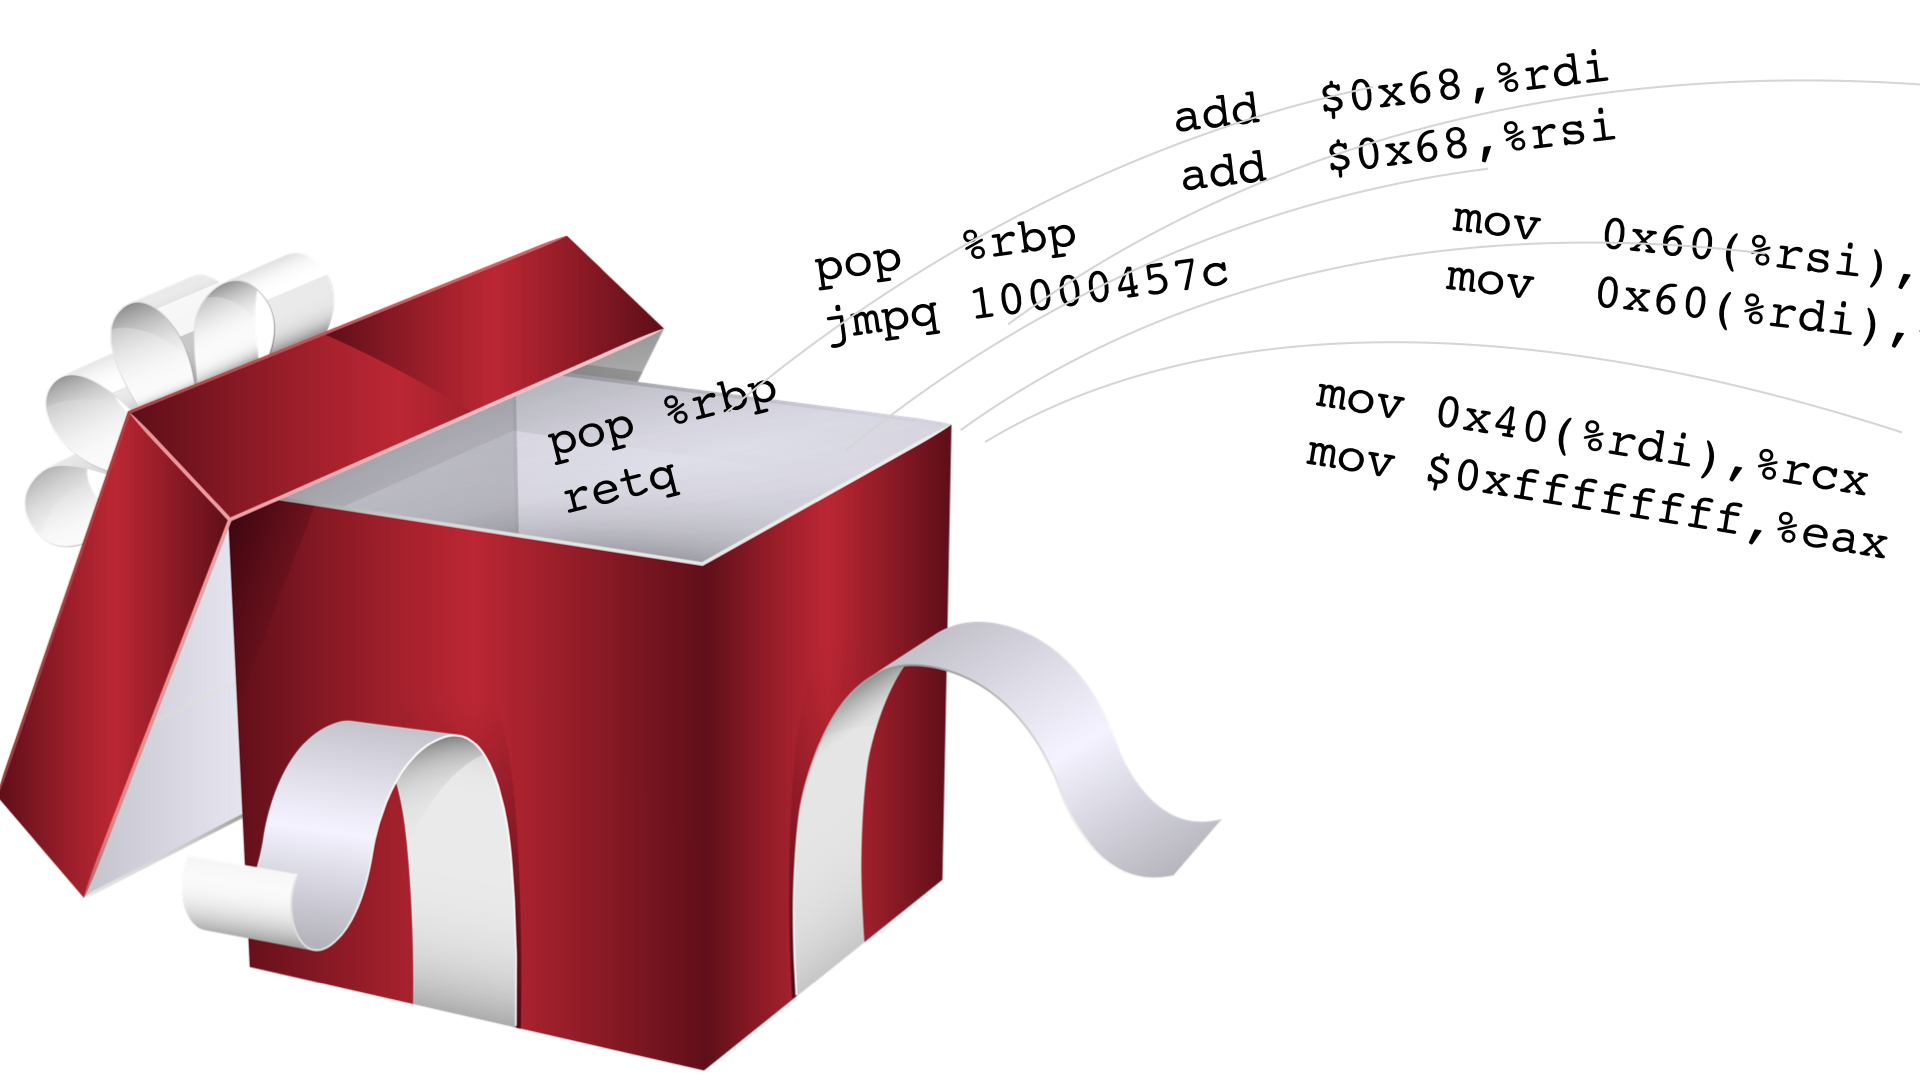 add $0x68,%rdi
add $0x68,%rsi
pop %rbp
jmpq 10000457c
mov 0x60(%rsi),
mov 0x60(%rdi),
pop %rbp
retq
mov 0x40(%rdi),%rcx
mov $0xffffffff,%eax